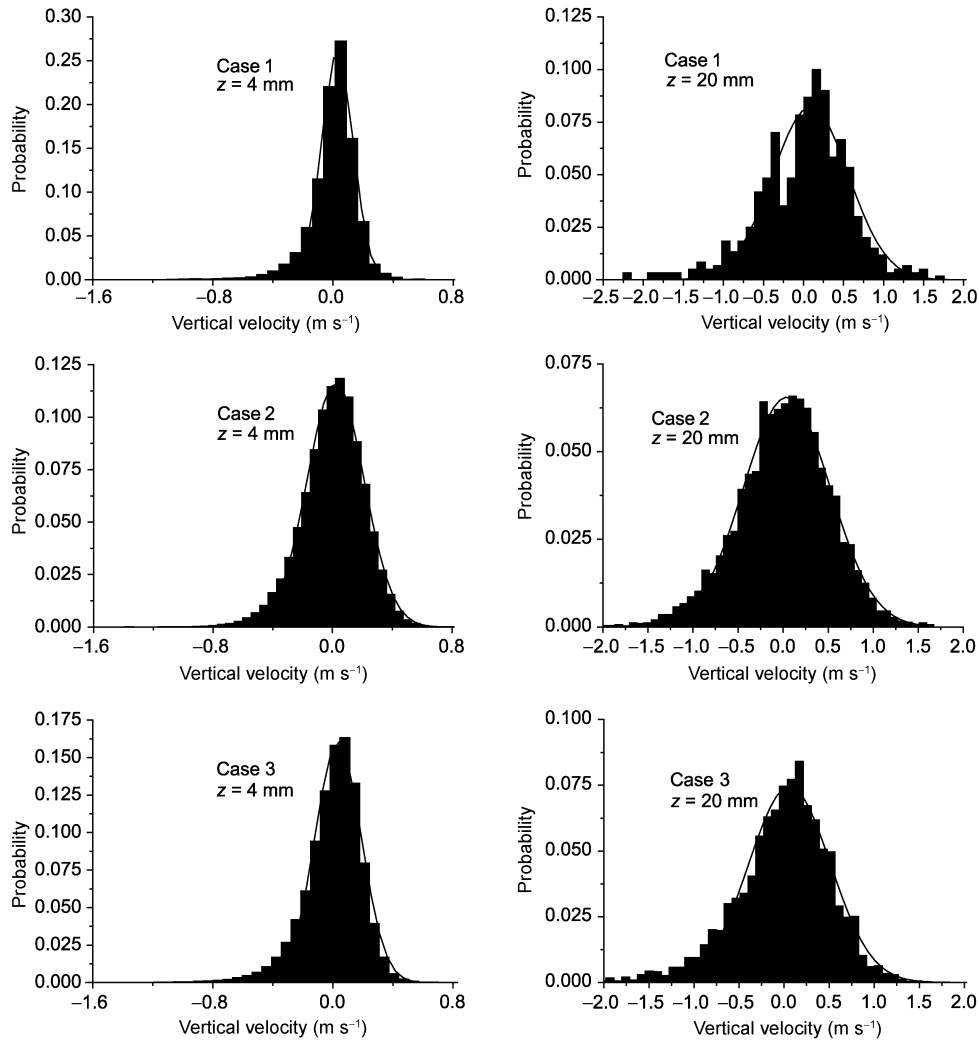 0.30
0.25
0.20
0.15
0.10
0.05
0.00
Probability
Case 1
z = 4 mm
−1.6
−0.8
0.0
0.8
Vertical velocity (m s⁻¹)
0.125
0.100
0.075
0.050
0.025
0.000
Probability
Case 1
z = 20 mm
−2.5 −2.0 −1.5 −1.0 −0.5 0.0 0.5 1.0 1.5 2.0
Vertical velocity (m s⁻¹)
0.125
0.100
0.075
0.050
0.025
0.000
Probability
Case 2
z = 4 mm
−1.6
−0.8
0.0
0.8
Vertical velocity (m s⁻¹)
0.075
0.050
0.025
0.000
Probability
Case 2
z = 20 mm
−2.0 −1.5 −1.0 −0.5 0.0 0.5 1.0 1.5 2.0
Vertical velocity (m s⁻¹)
0.175
0.150
0.125
0.100
0.075
0.050
0.025
0.000
Probability
Case 3
z = 4 mm
−1.6
−0.8
0.0
0.8
Vertical velocity (m s⁻¹)
0.100
0.075
0.050
0.025
0.000
Probability
Case 3
z = 20 mm
−2.0 −1.5 −1.0 −0.5 0.0 0.5 1.0 1.5 2.0
Vertical velocity (m s⁻¹)